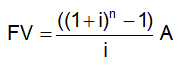 FV = ((1+i)ⁿ − 1) / i A